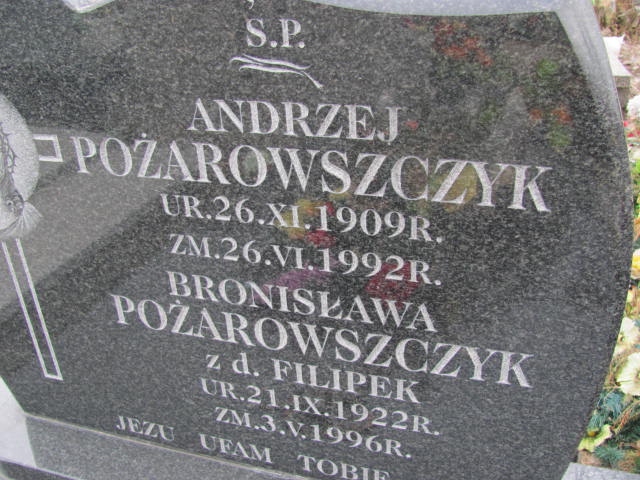 Ś.P.
ANDRZEJ
POŻAROWSZCZYK
UR.26.XI.1909R.
ZM.26.VI.1992R.
BRONISŁAWA
POŻAROWSZCZYK
z d. FILIPEK
UR.21.IX.1922R.
ZM.3.V.1996R.
JEZU UFAM TOBIE